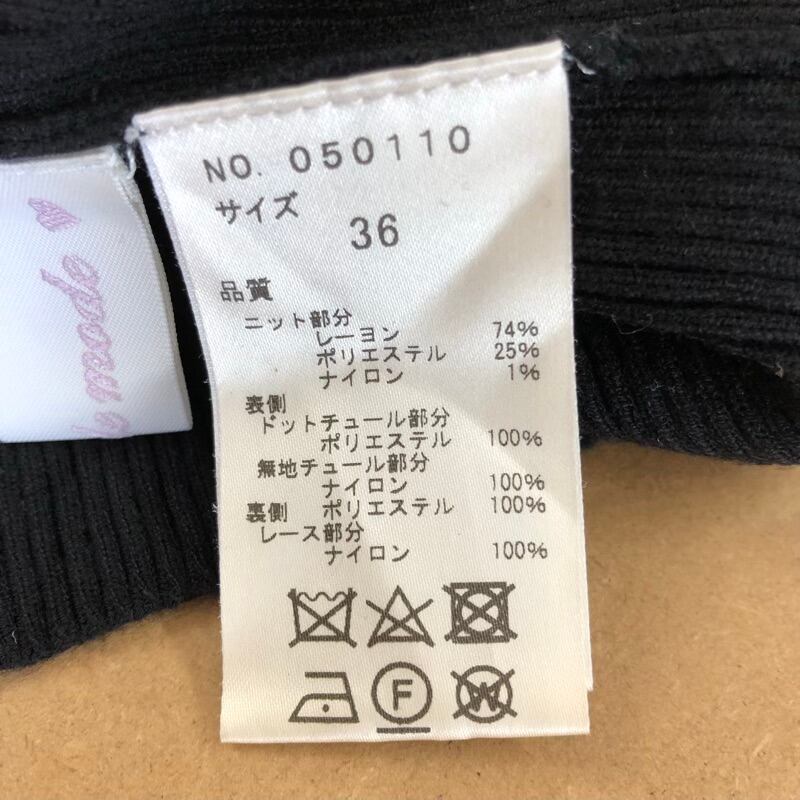 NO. 050110
サイズ
36
品質
ニット部分
レーヨン 74%
ポリエステル 25%
ナイロン 1%
表側
ドットチュール部分
ポリエステル 100%
無地チュール部分
ナイロン 100%
裏側 ポリエステル 100%
レース部分
ナイロン 100%
F
W
mode